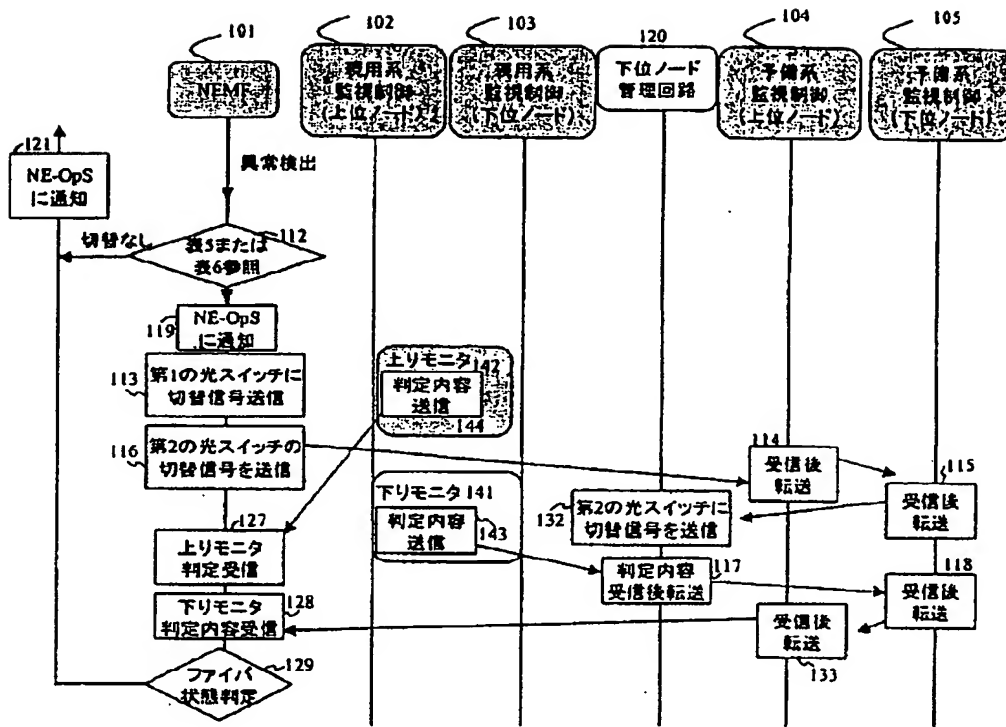 101
102
103
120
104
105
NEMF
現用系
監視制御
(上位ノード)
現用系
監視制御
(下位ノード)
下位ノード
管理回路
予備系
監視制御
(上位ノード)
予備系
監視制御
(下位ノード)
121
NE-OpS
に通知
異常検出
切替なし
112
表5または
表6参照
119
NE-OpS
に通知
113
第1の光スイッチに
切替信号送信
上りモニタ
142
判定内容
送信
144
116
第2の光スイッチの
切替信号を送信
114
受信後
転送
115
受信後
転送
下りモニタ 141
判定内容
送信
143
132
第2の光スイッチに
切替信号を送信
127
上りモニタ
判定受信
判定内容
受信後転送
117
118
受信後
転送
下りモニタ
判定内容受信
128
受信後
転送
133
ファイバ
状態判定
129